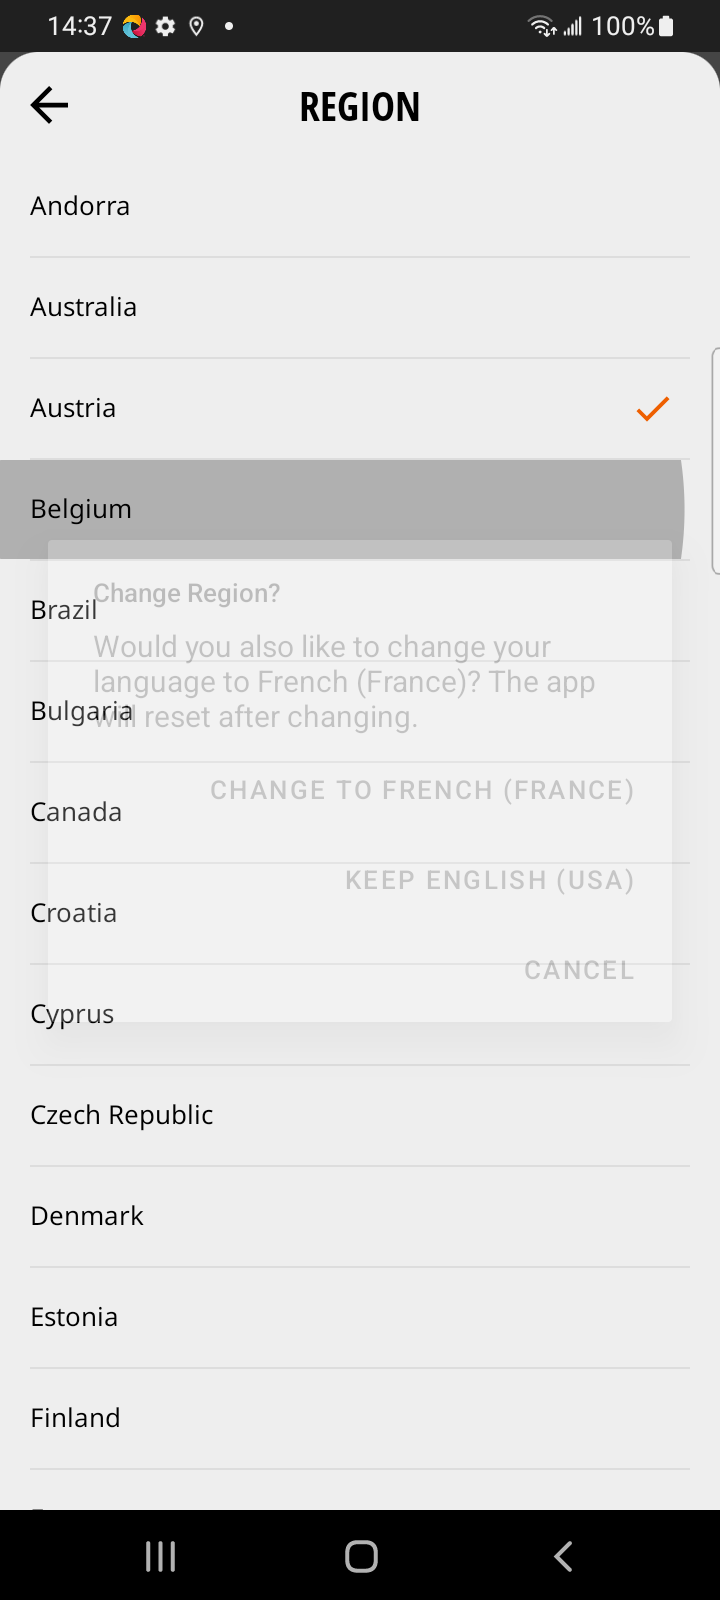 14:37
100%
REGION
Andorra
Australia
Austria
Belgium
Change Region?
Brazil
Would you also like to change your
language to French (France)? The app
will reset after changing.
Bulgaria
CHANGE TO FRENCH (FRANCE)
Canada
KEEP ENGLISH (USA)
Croatia
CANCEL
Cyprus
Czech Republic
Denmark
Estonia
Finland